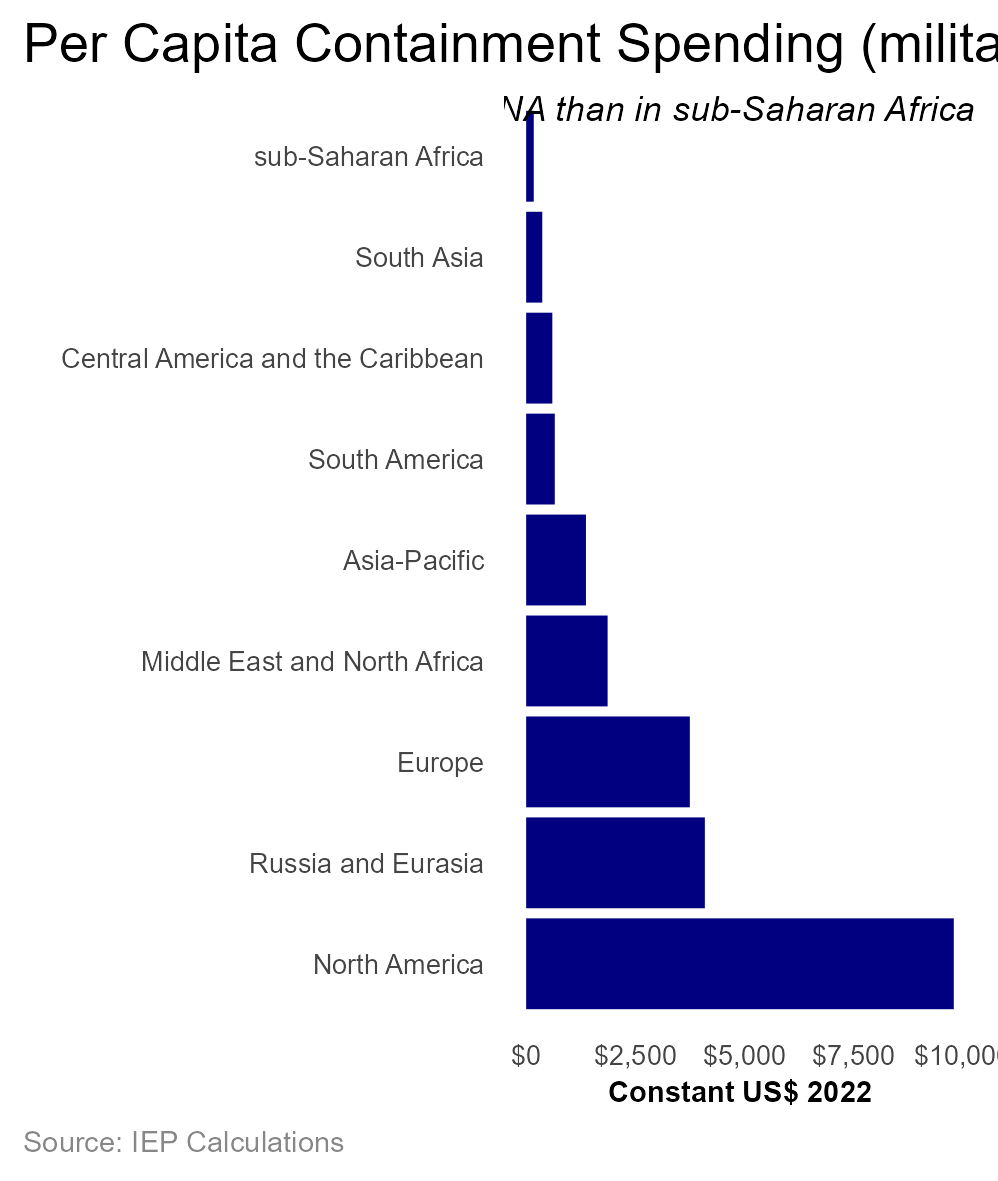 Per Capita Containment Spending (milita
NA than in sub-Saharan Africa
sub-Saharan Africa
South Asia
Central America and the Caribbean
South America
Asia-Pacific
Middle East and North Africa
Europe
Russia and Eurasia
North America
$0 $2,500 $5,000 $7,500 $10,000
Constant US$ 2022
Source: IEP Calculations